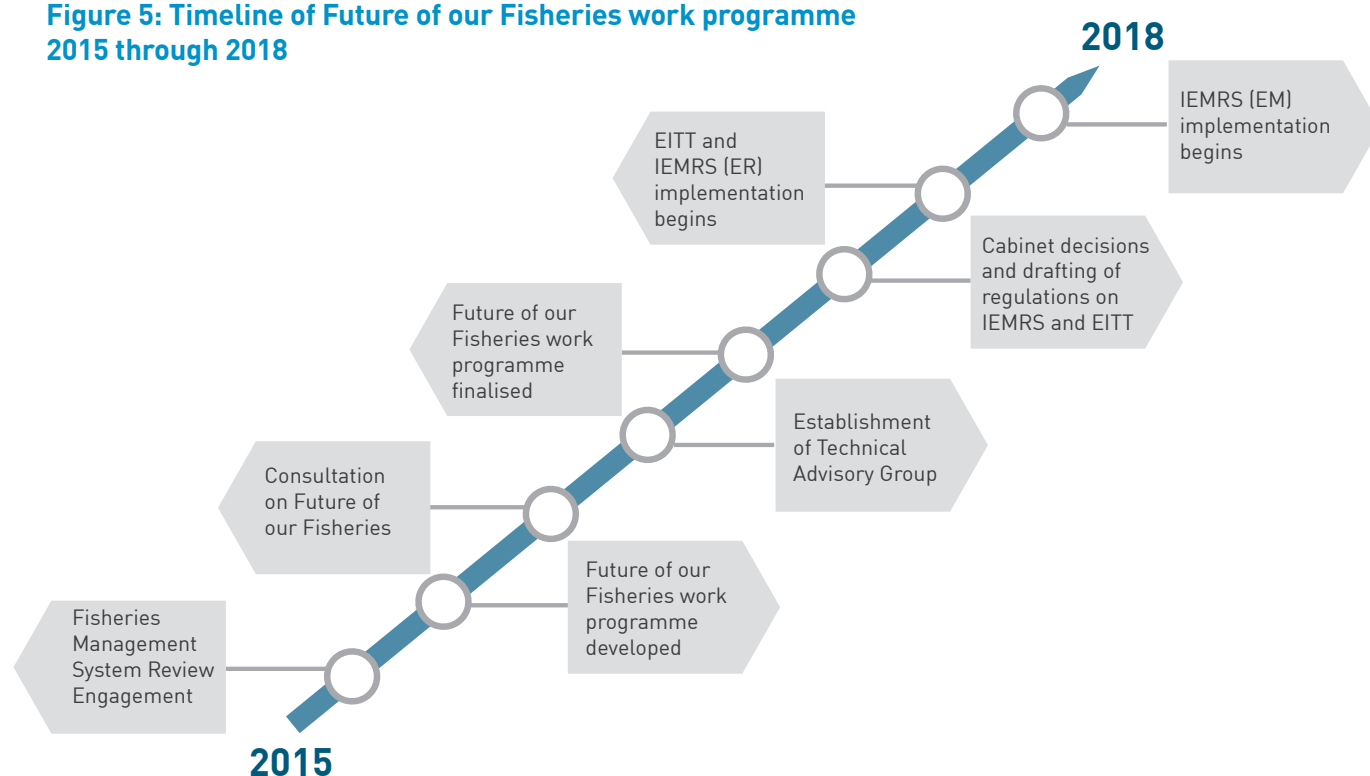 Figure 5: Timeline of Future of our Fisheries work programme
2015 through 2018
2018
IEMRS (EM)
implementation
begins
EITT and
IEMRS (ER)
implementation
begins
Cabinet decisions
and drafting of
regulations on
IEMRS and EITT
Future of our
Fisheries work
programme
finalised
Establishment
of Technical
Advisory Group
Consultation
on Future of
our Fisheries
Future of our
Fisheries work
programme
developed
Fisheries
Management
System Review
Engagement
2015